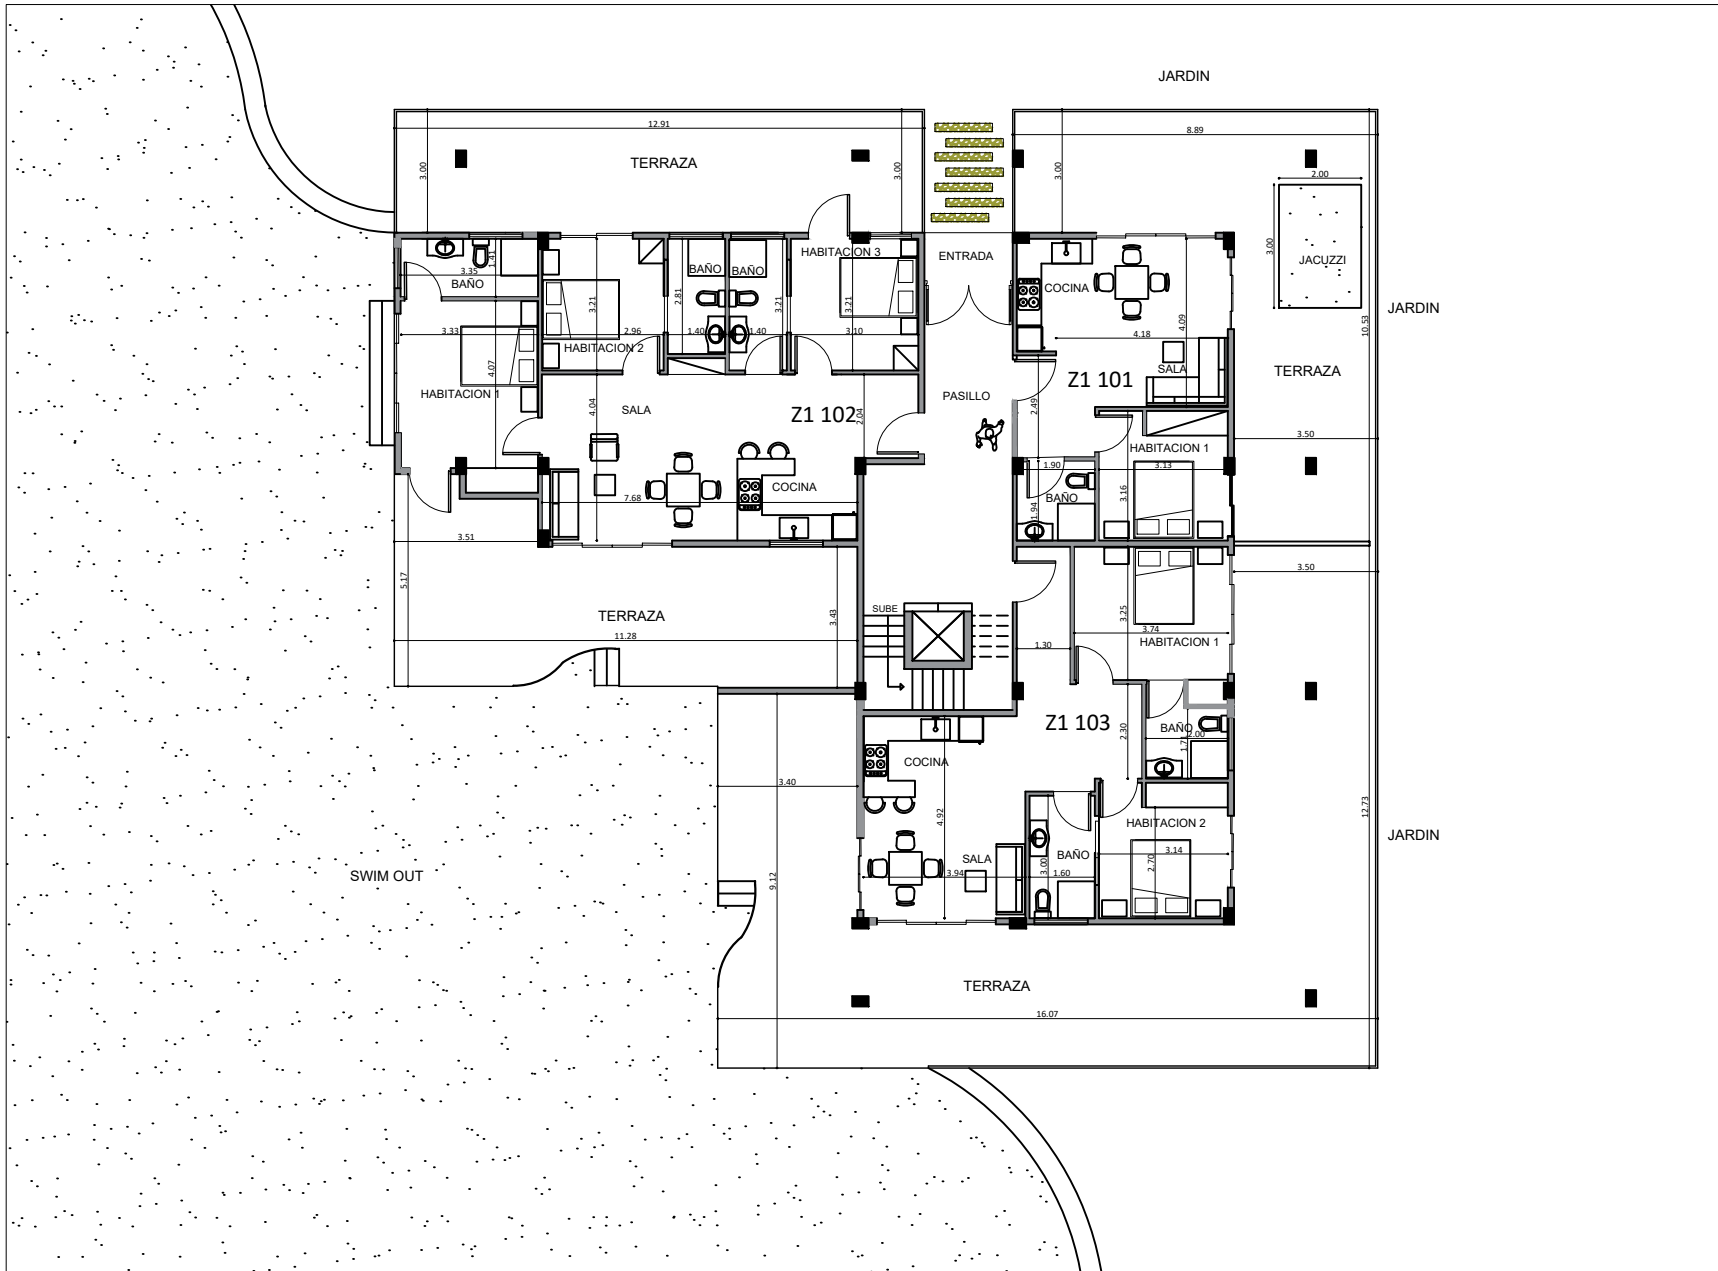 JARDIN
12.91
8.89
TERRAZA
3.00
3.00
3.00
2.00
3.00
JACUZZI
HABITACION 3
ENTRADA
COCINA
BAÑO
BAÑO
1.41
3.35
BAÑO
3.21
2.81
3.21
3.21
4.09
JARDIN
10.53
3.33
2.96
1.40
1.40
3.10
4.18
HABITACION 2
SALA
TERRAZA
Z1 101
4.07
HABITACION 1
PASILLO
SALA
4.04
Z1 102
2.04
2.49
HABITACION 1
3.50
1.90
3.13
COCINA
7.68
BAÑO
3.16
1.94
3.51
5.17
3.50
TERRAZA
3.43
SUBE
11.28
3.25
3.74
HABITACION 1
1.30
Z1 103
2.30
BAÑO
2.00
1.71
COCINA
3.40
4.92
12.73
HABITACION 2
JARDIN
SALA
BAÑO
3.14
2.70
3.00
3.94
1.60
SWIM OUT
9.12
TERRAZA
16.07